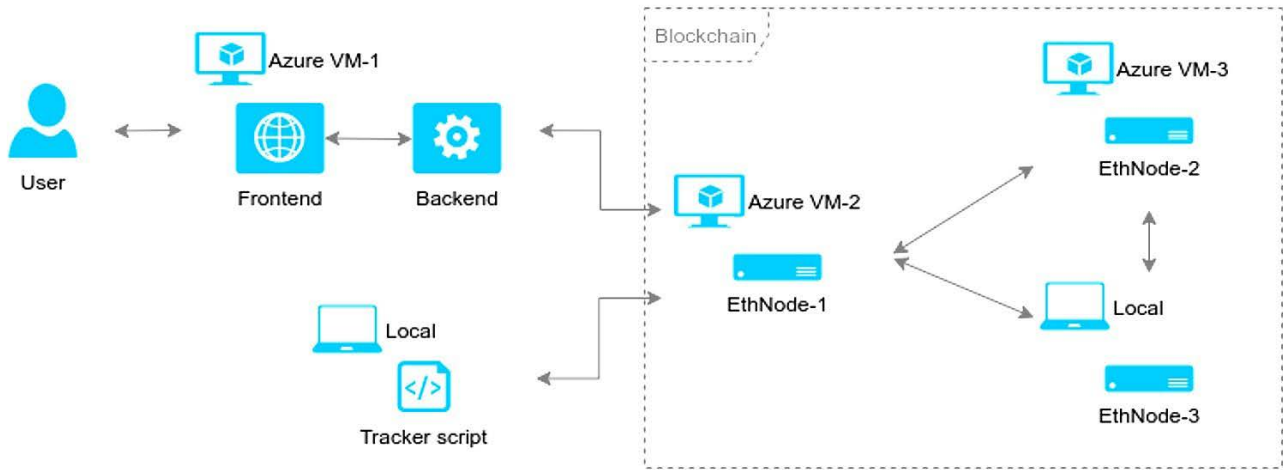 Blockchain
Azure VM-1
Azure VM-3
User
Frontend
Backend
EthNode-2
Azure VM-2
EthNode-1
Local
Local
</>
Tracker script
EthNode-3